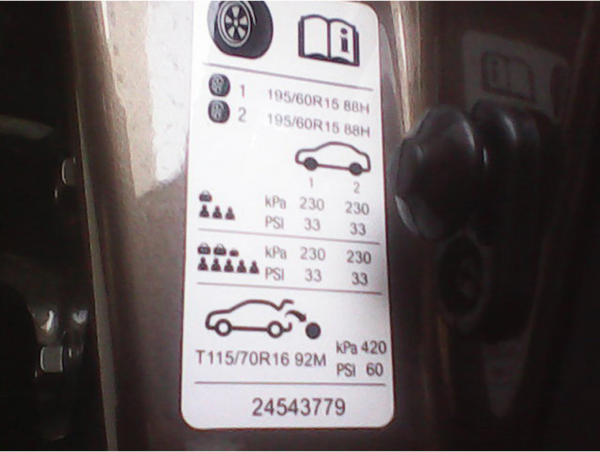 1 195/60R15 88H
2 195/60R15 88H
1 2
kPa 230 230
PSI 33 33
kPa 230 230
PSI 33 33
T115/70R16 92M kPa 420
PSI 60
24543779